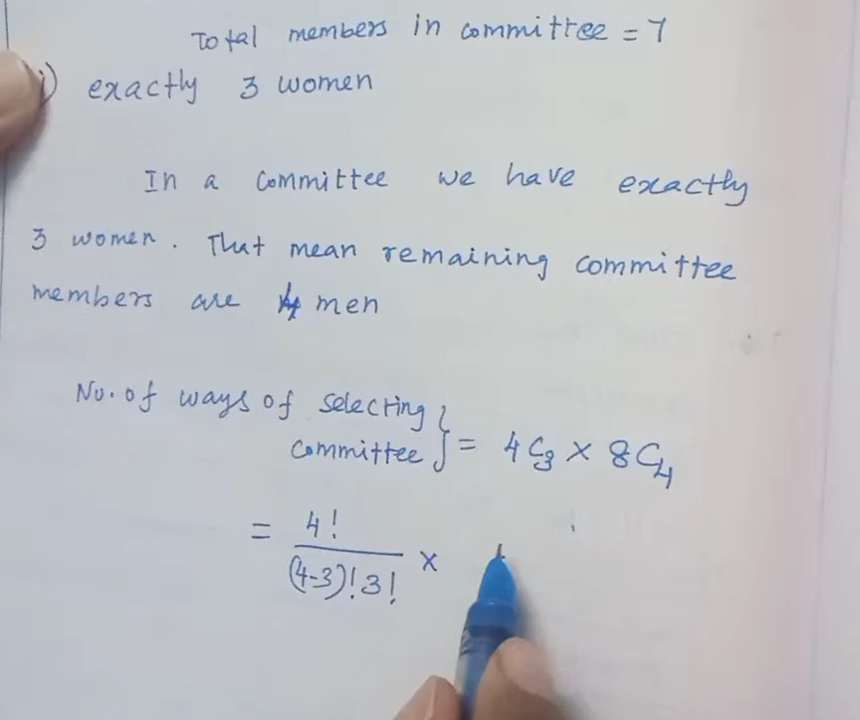 Total members in committee = 7
i) exactly 3 women
In a committee we have exactly
3 women. That mean remaining committee
members are 4 men
No. of ways of selecting
committee } = 4C3 × 8C4
= 4! / (4-3)! 3! ×